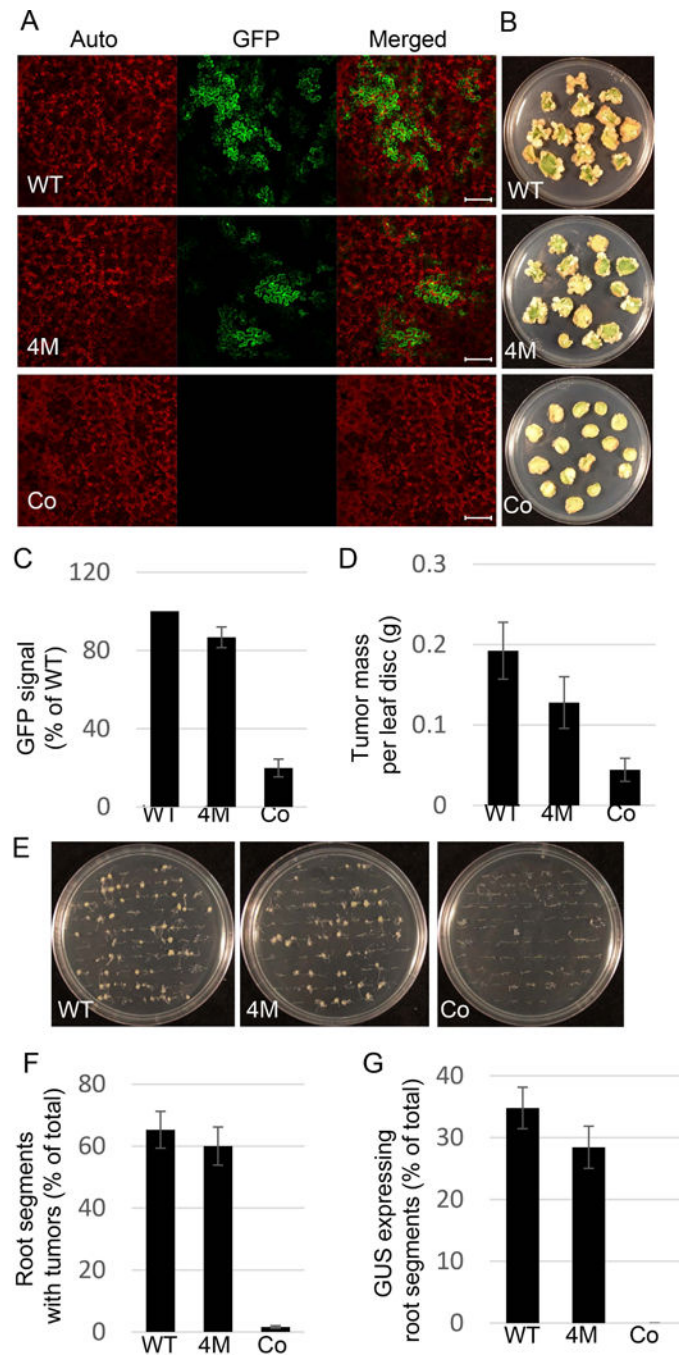 A
Auto GFP Merged
WT
4M
Co
B
WT
4M
Co
C
120
80
40
0
GFP signal
(% of WT)
WT 4M Co
D
0.3
0.2
0.1
0
Tumor mass
per leaf disc (g)
WT 4M Co
E
WT
4M
Co
F
80
60
40
20
0
Root segments
with tumors (% of total)
WT 4M Co
G
40
30
20
10
0
GUS expressing
root segments (% of total)
WT 4M Co